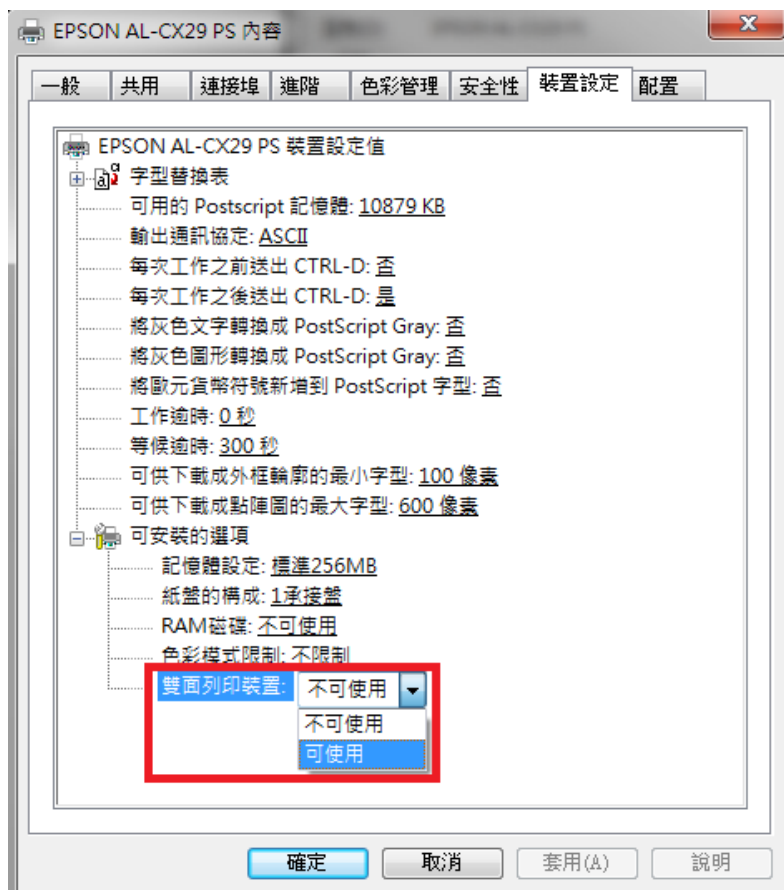 EPSON AL-CX29 PS 內容
一般 共用 連接埠 進階 色彩管理 安全性 裝置設定 配置
EPSON AL-CX29 PS 裝置設定值
字型替換表
可用的 Postscript 記憶體: 10879 KB
輸出通訊協定: ASCII
每次工作之前送出 CTRL-D: 否
每次工作之後送出 CTRL-D: 是
將灰色文字轉換成 PostScript Gray: 否
將灰色圖形轉換成 PostScript Gray: 否
將歐元貨幣符號新增到 PostScript 字型: 否
工作逾時: 0 秒
等候逾時: 300 秒
可供下載成外框輪廓的最小字型: 100 像素
可供下載成點陣圖的最大字型: 600 像素
可安裝的選項
記憶體設定: 標準256MB
紙盤的構成: 1承接盤
RAM磁碟: 不可使用
色彩模式限制: 不限制
雙面列印裝置: 不可使用
不可使用
可使用
確定 取消 套用(A) 說明